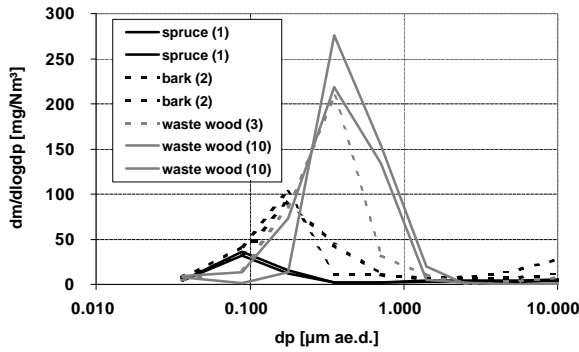 300
250
200
150
100
50
0
dm/dlogdp [mg/Nm³]
spruce (1)
spruce (1)
bark (2)
bark (2)
waste wood (3)
waste wood (10)
waste wood (10)
0.010 0.100 1.000 10.000
dp [µm ae.d.]